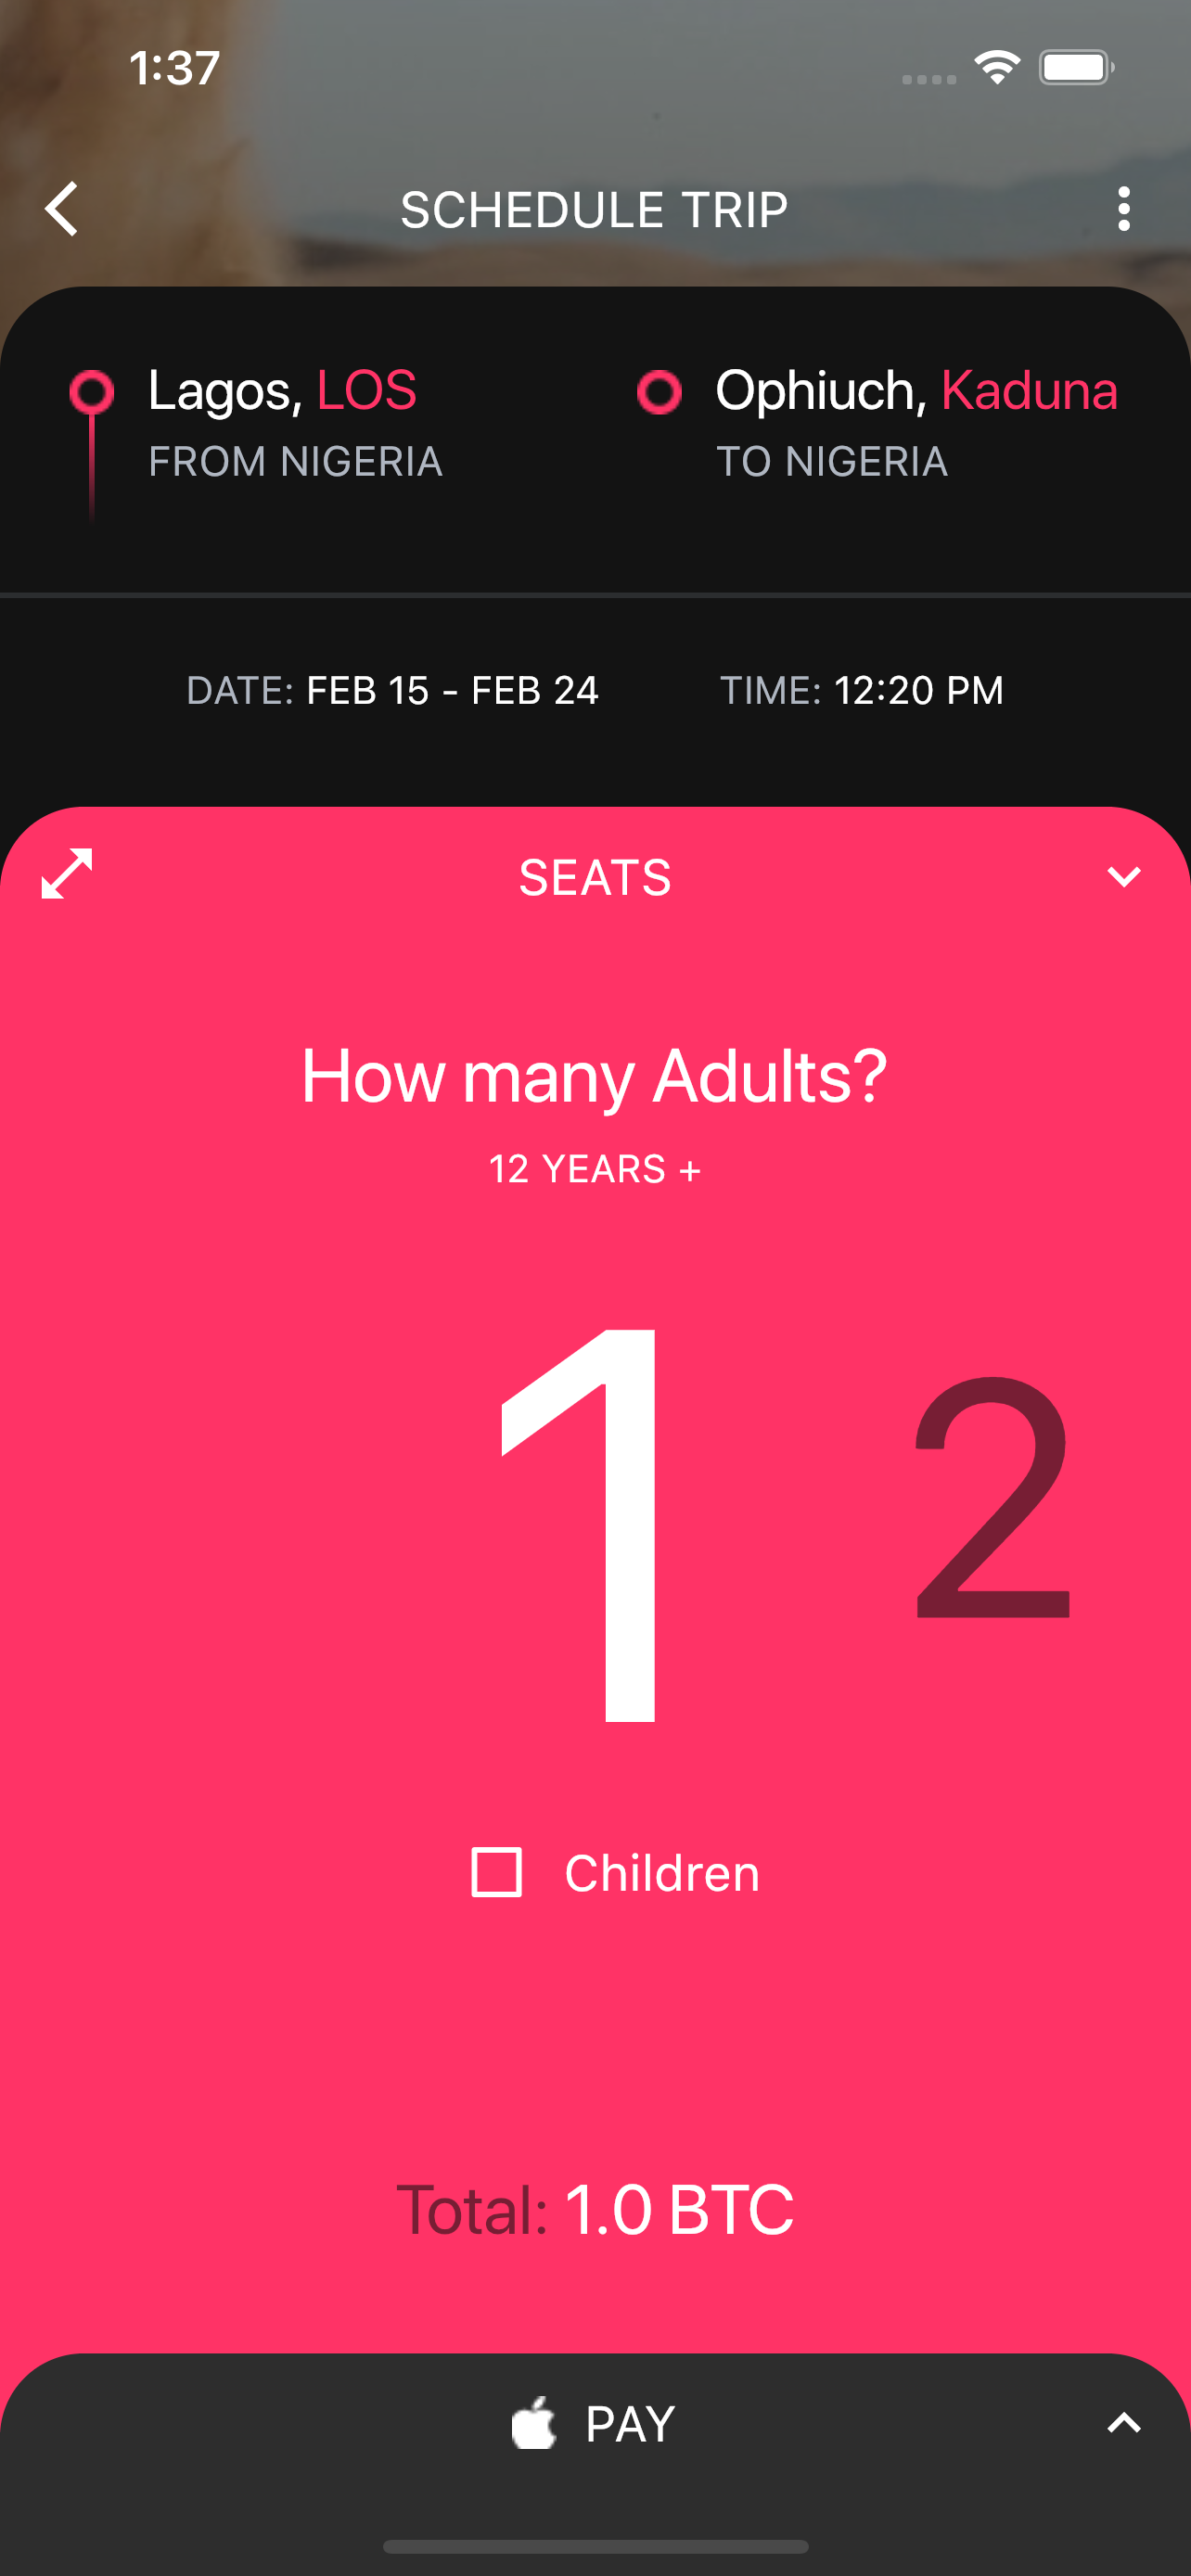 1:37
SCHEDULE TRIP
Lagos, LOS
FROM NIGERIA
Ophiuch, Kaduna
TO NIGERIA
DATE: FEB 15 - FEB 24
TIME: 12:20 PM
SEATS
How many Adults?
12 YEARS +
1
2
Children
Total: 1.0 BTC
PAY